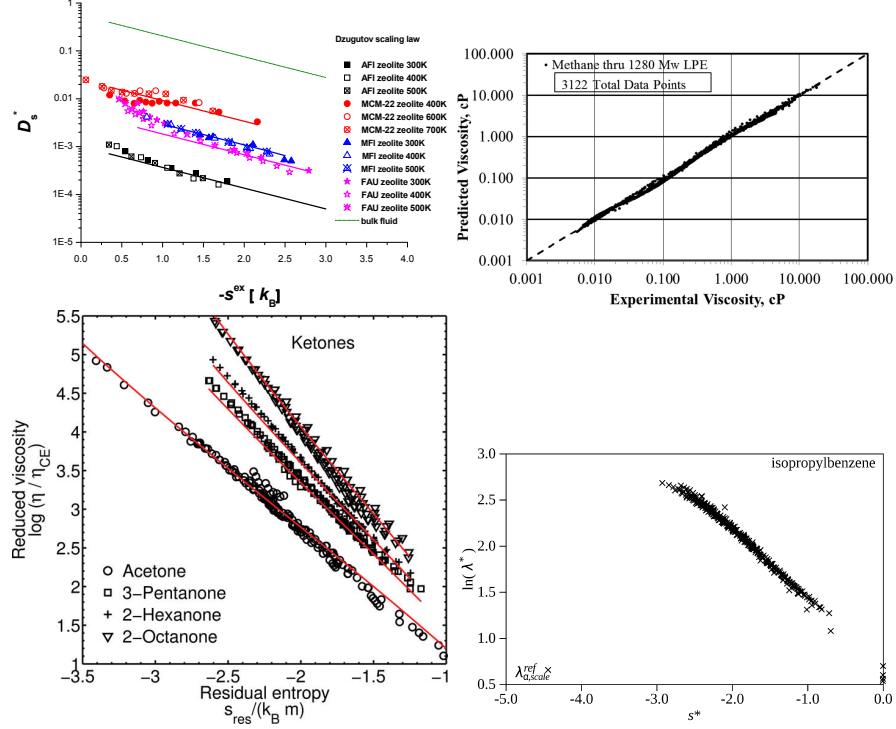 1
0.1
0.01
1E-3
1E-4
1E-5
D_s^*
0.0 0.5 1.0 1.5 2.0 2.5 3.0 3.5 4.0
-s^ex [ k_B]
Dzugutov scaling law
AFI zeolite 300K
AFI zeolite 400K
AFI zeolite 500K
MCM-22 zeolite 400K
MCM-22 zeolite 600K
MCM-22 zeolite 700K
MFI zeolite 300K
MFI zeolite 400K
MFI zeolite 500K
FAU zeolite 300K
FAU zeolite 400K
FAU zeolite 500K
bulk fluid
Predicted Viscosity, cP
100.000
10.000
1.000
0.100
0.010
0.001
• Methane thru 1280 Mw LPE
3122 Total Data Points
0.001 0.010 0.100 1.000 10.000 100.000
Experimental Viscosity, cP
Reduced viscosity
log (η / η_CE)
5.5
5
4.5
4
3.5
3
2.5
2
1.5
1
Ketones
Acetone
3−Pentanone
2−Hexanone
2−Octanone
−3.5 −3 −2.5 −2 −1.5 −1
Residual entropy
s_res/(k_B m)
ln( λ*)
3.0
2.5
2.0
1.5
1.0
0.5
isopropylbenzene
λ^ref_α,scale
-5.0 -4.0 -3.0 -2.0 -1.0 0.0
s*